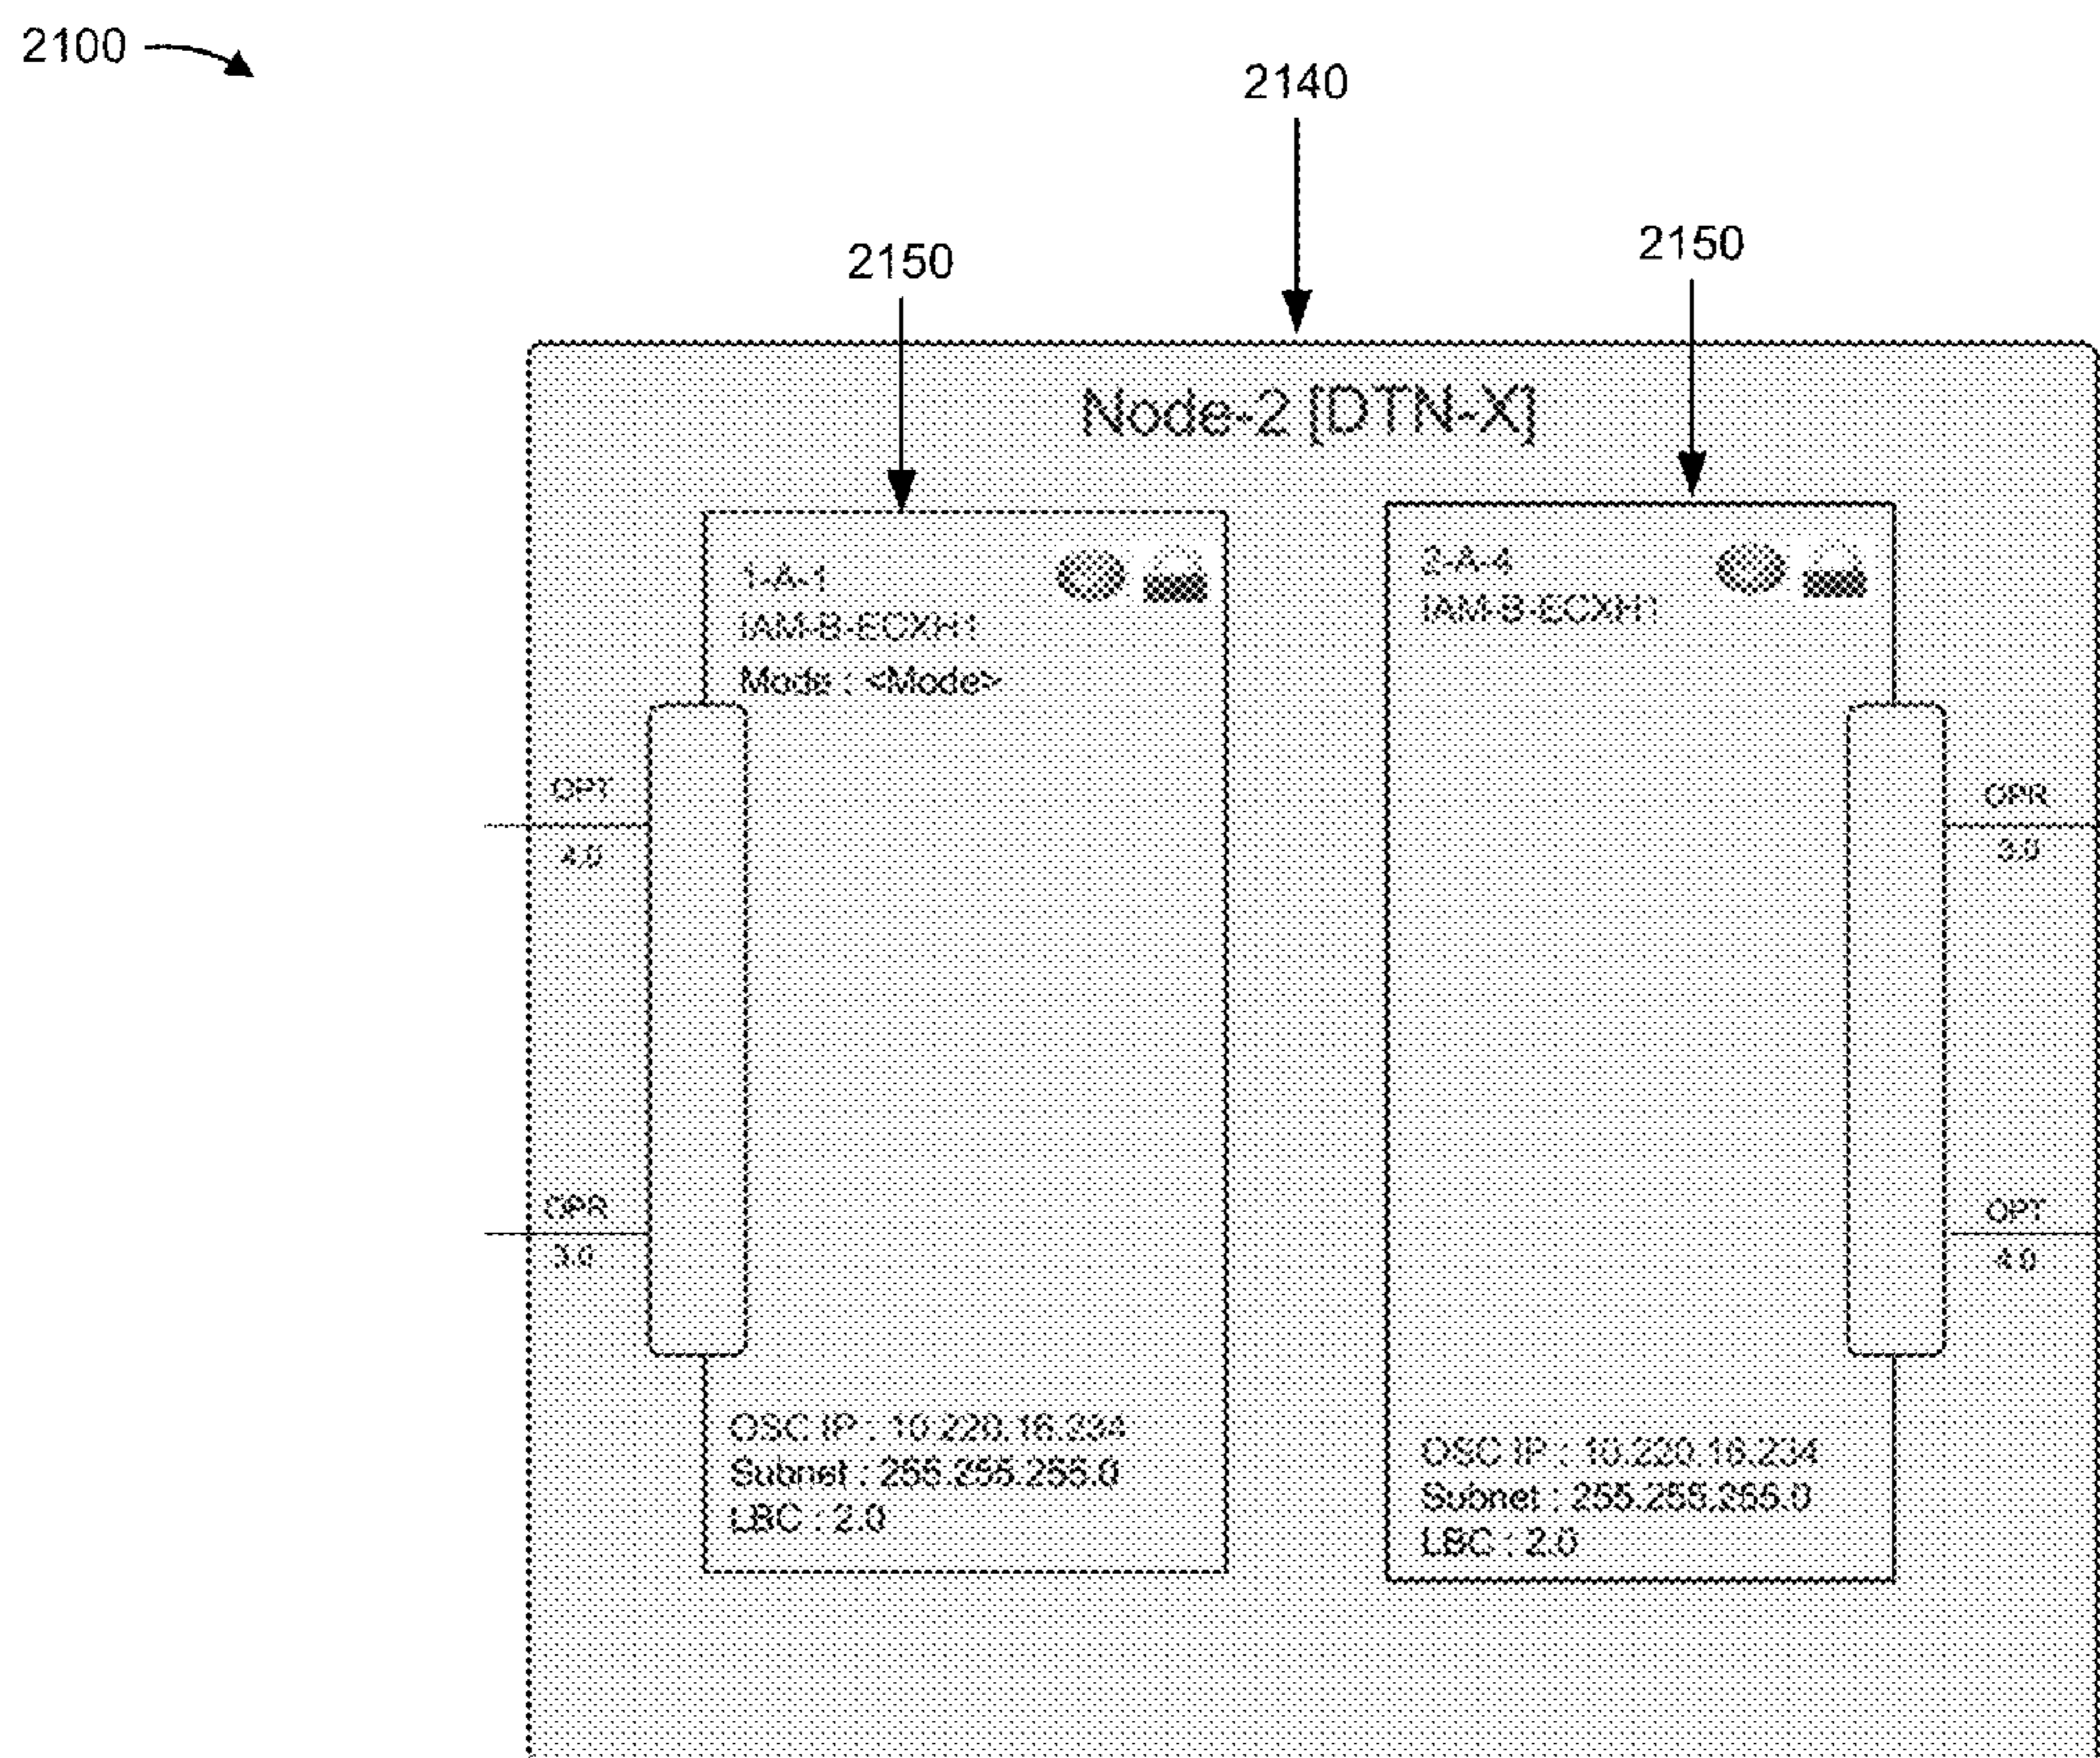 2100
2140
2150
2150
Node-2 [DTN-X]
1-A-1
IAM-B-ECXH1
Mode : <Mode>
2-A-4
IAM-B-ECXH1
OPT
4.0
OPR
3.0
OPR
3.0
OPT
4.0
OSC IP : 10.220.16.234
Subnet : 255.255.255.0
LBC : 2.0
OSC IP : 10.220.16.234
Subnet : 255.255.255.0
LBC : 2.0